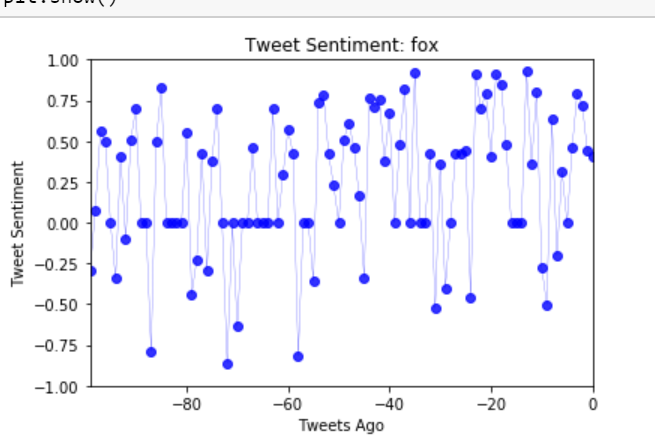 plt.show()
Tweet Sentiment: fox
1.00
0.75
0.50
0.25
0.00
−0.25
−0.50
−0.75
−1.00
Tweet Sentiment
−80 −60 −40 −20 0
Tweets Ago